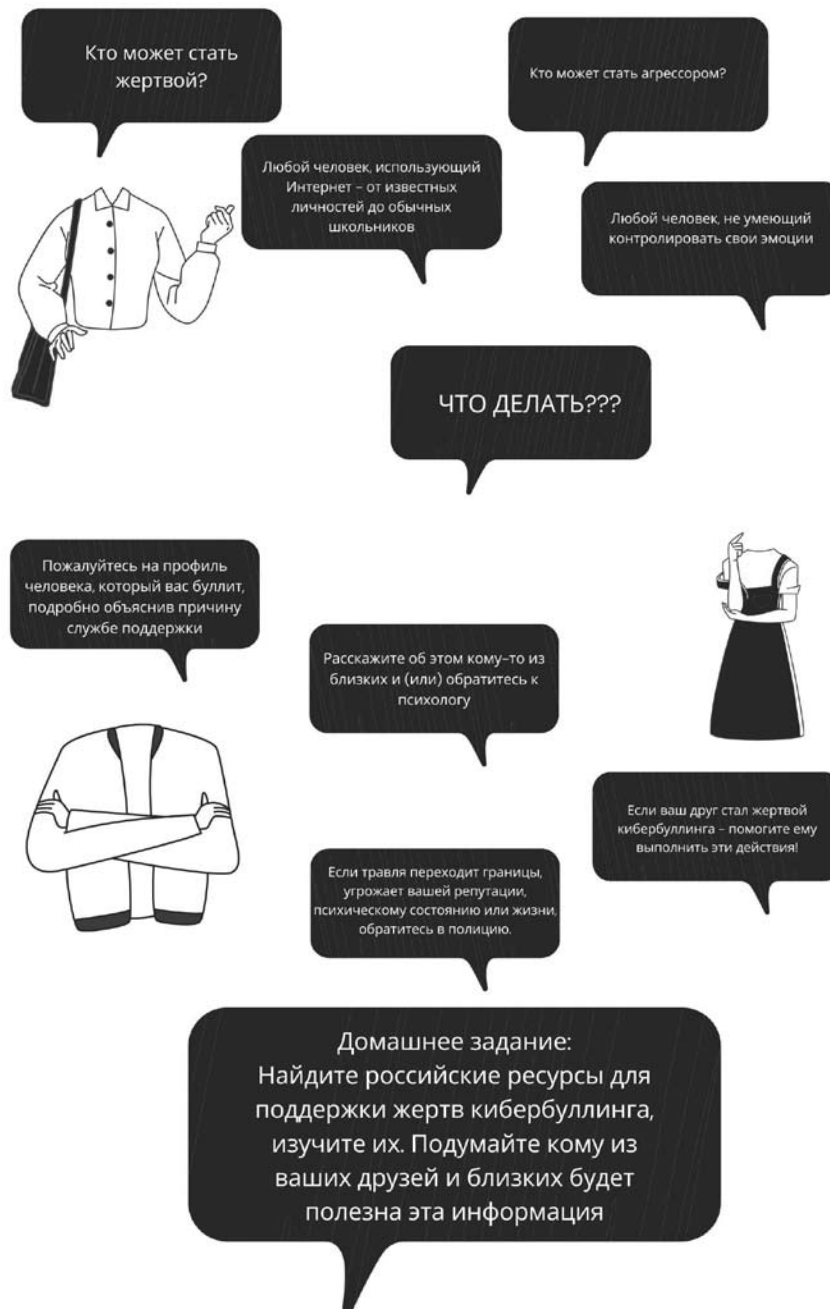 Кто может стать
жертвой?
Кто может стать агрессором?
Любой человек, использующий
Интернет – от известных
личностей до обычных
школьников
Любой человек, не умеющий
контролировать свои эмоции
ЧТО ДЕЛАТЬ???
Пожалуйтесь на профиль
человека, который вас буллит,
подробно объяснив причину
службе поддержки
Расскажите об этом кому-то из
близких и (или) обратитесь к
психологу
Если ваш друг стал жертвой
кибербуллинга – помогите ему
выполнить эти действия!
Если травля переходит границы,
угрожает вашей репутации,
психическому состоянию или жизни,
обратитесь в полицию.
Домашнее задание:
Найдите российские ресурсы для
поддержки жертв кибербуллинга,
изучите их. Подумайте кому из
ваших друзей и близких будет
полезна эта информация